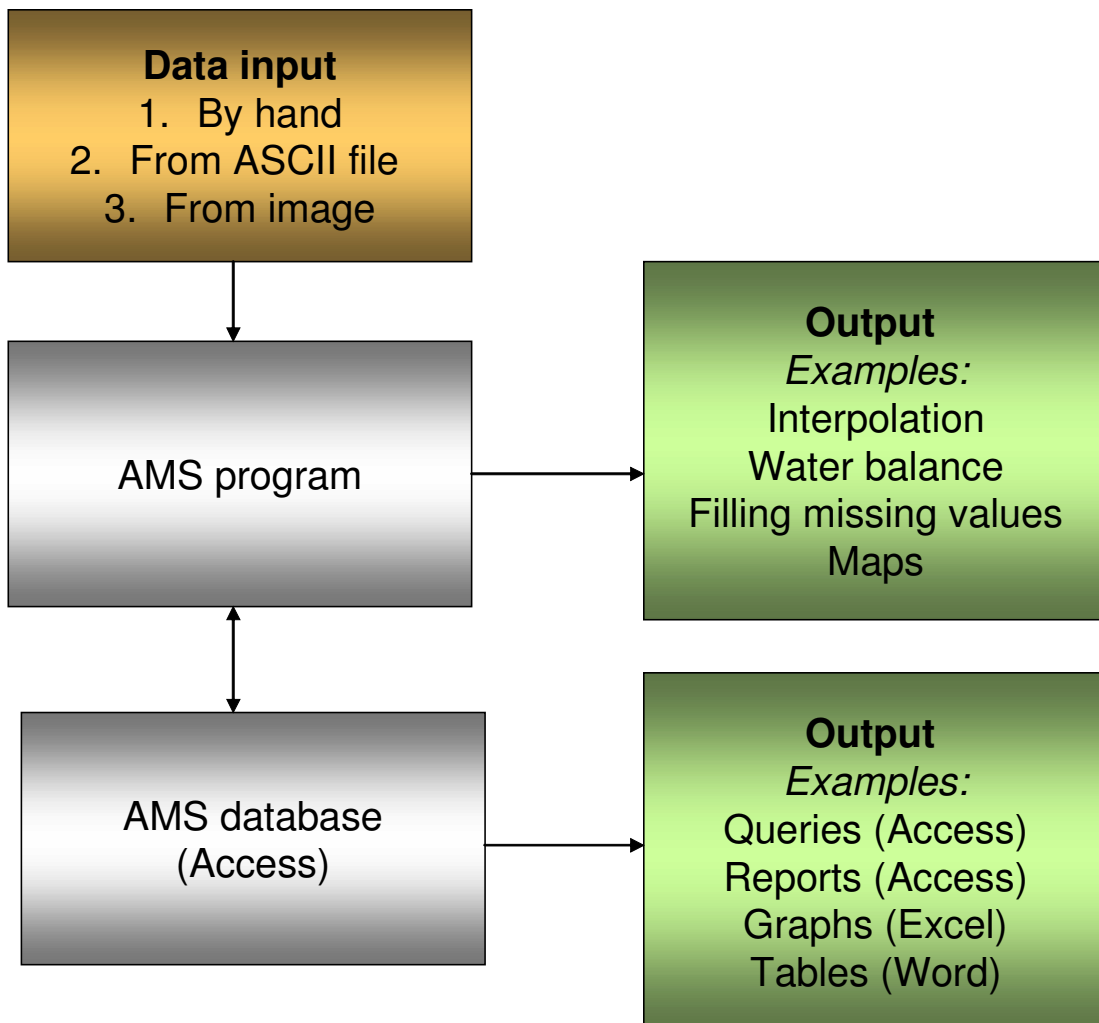 Data input
1. By hand
2. From ASCII file
3. From image
AMS program
Output
Examples:
Interpolation
Water balance
Filling missing values
Maps
AMS database
(Access)
Output
Examples:
Queries (Access)
Reports (Access)
Graphs (Excel)
Tables (Word)